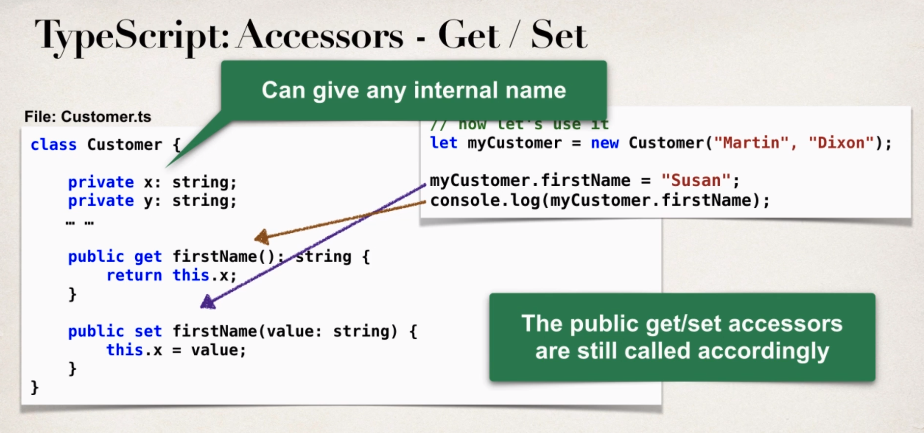 TypeScript: Accessors - Get / Set
Can give any internal name
File: Customer.ts
class Customer {
private x: string;
private y: string;
… …
public get firstName(): string {
return this.x;
}
public set firstName(value: string) {
this.x = value;
}
}
// now let's use it
let myCustomer = new Customer("Martin", "Dixon");
myCustomer.firstName = "Susan";
console.log(myCustomer.firstName);
The public get/set accessors
are still called accordingly